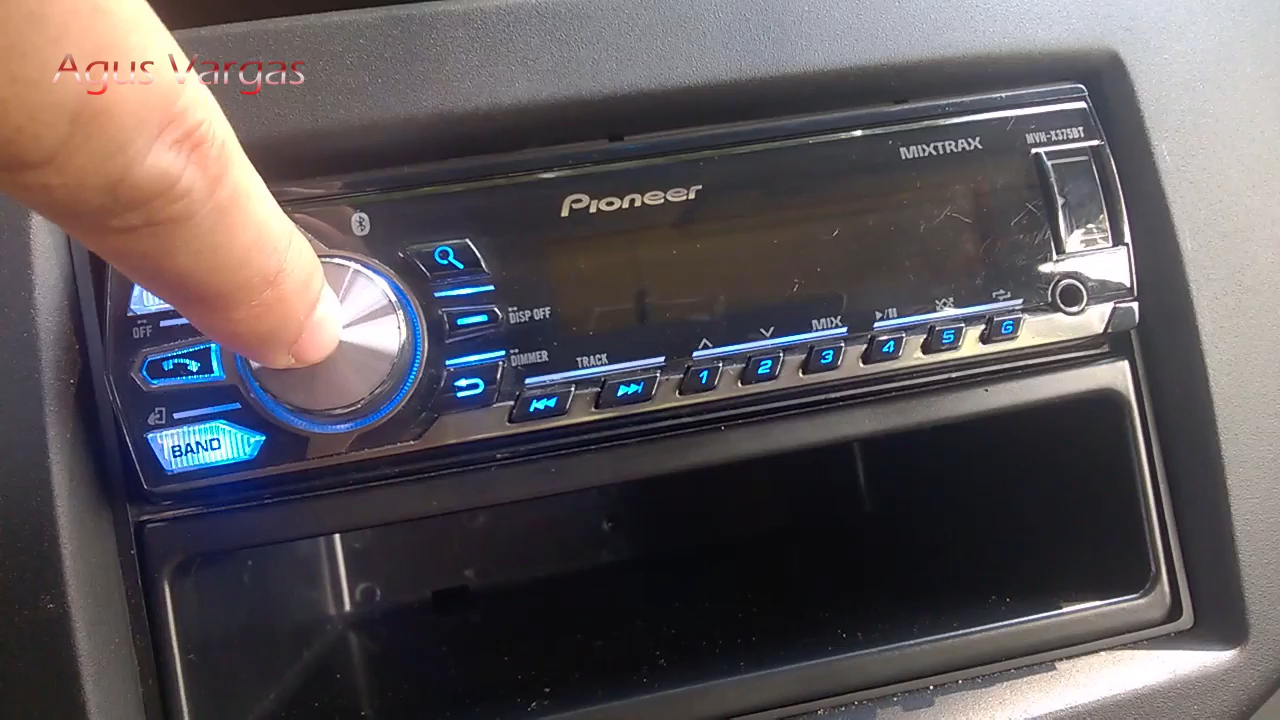 Agus Vargas
MIXTRAX
MVH-X375BT
Pioneer
OFF
DISP OFF
DIMMER
TRACK
MIX
1
2
3
4
5
6
BAND